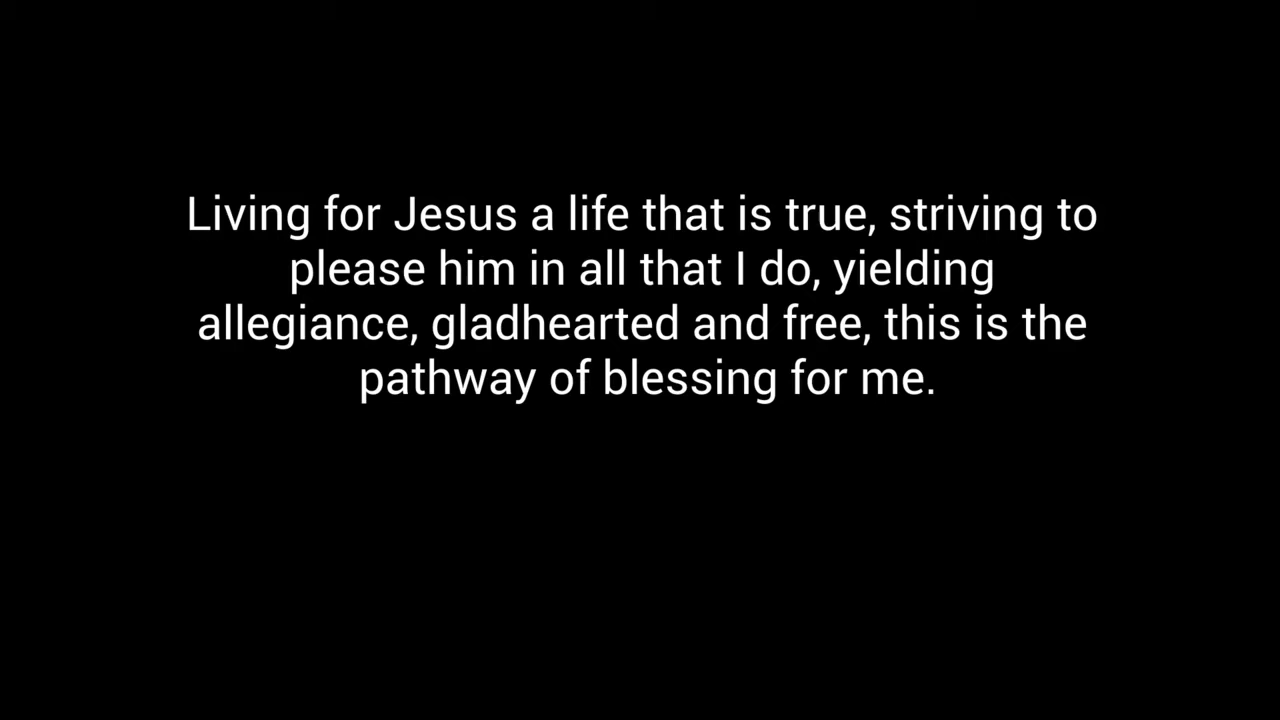 Living for Jesus a life that is true, striving to
please him in all that I do, yielding
allegiance, gladhearted and free, this is the
pathway of blessing for me.